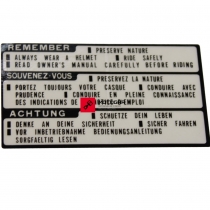 REMEMBER ■ PRESERVE NATURE
■ ALWAYS WEAR A HELMET ■ RIDE SAFELY
■ READ OWNER'S MANUAL CAREFULLY BEFORE RIDING
SOUVENEZ-VOUS ■ PRESERVEZ LA NATURE
■ PORTEZ TOUJOURS VOTRE CASQUE ■ CONDUIRE AVEC
PRUDENCE ■ CONDUIRE EN PLEINE CONNAISSANCE
DES INDICATIONS DE EMPLOI
ACHTUNG ■ SCHUETZE DEIN LEBEN
■ DENKE AN DEINE SICHERHEIT ■ SICHER FAHREN
■ VOR INBETRIEBNAHME BEDIENUNGSANLEITUNG
SORGFAELTIG LESEN